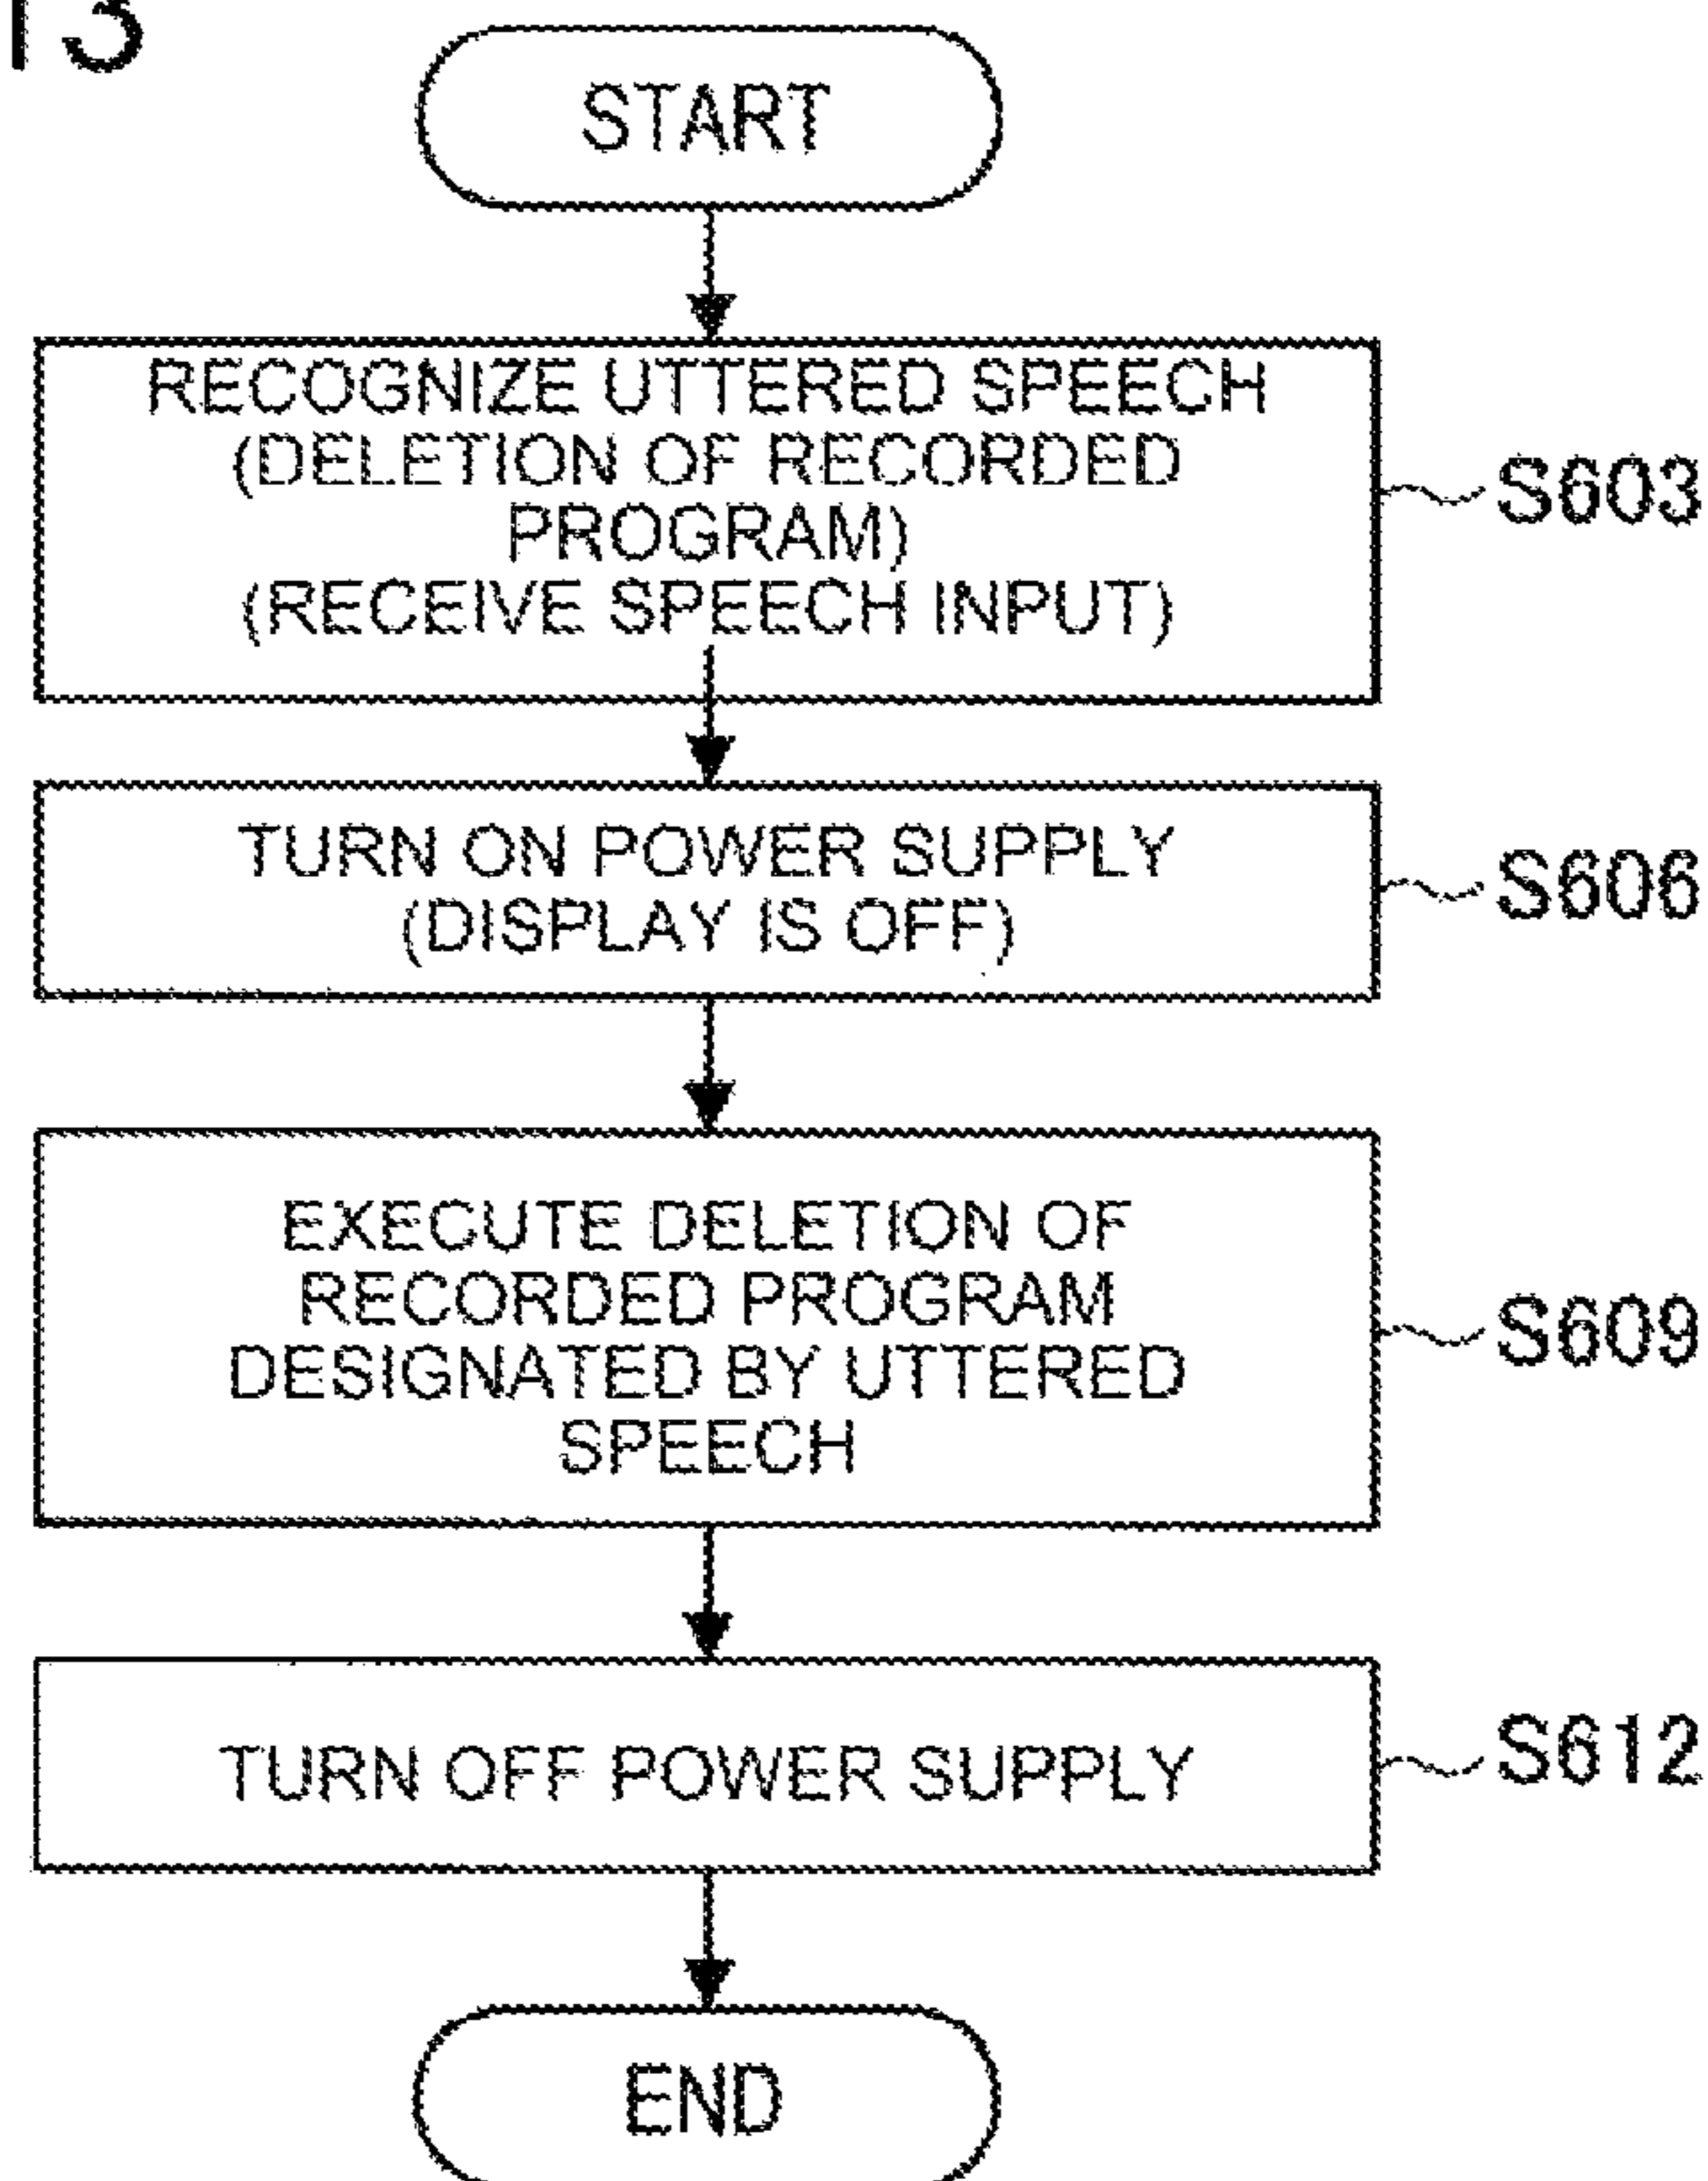 13
START
RECOGNIZE UTTERED SPEECH
(DELETION OF RECORDED
PROGRAM)
(RECEIVE SPEECH INPUT)
S603
TURN ON POWER SUPPLY
(DISPLAY IS OFF)
S606
EXECUTE DELETION OF
RECORDED PROGRAM
DESIGNATED BY UTTERED
SPEECH
S609
TURN OFF POWER SUPPLY
S612
END